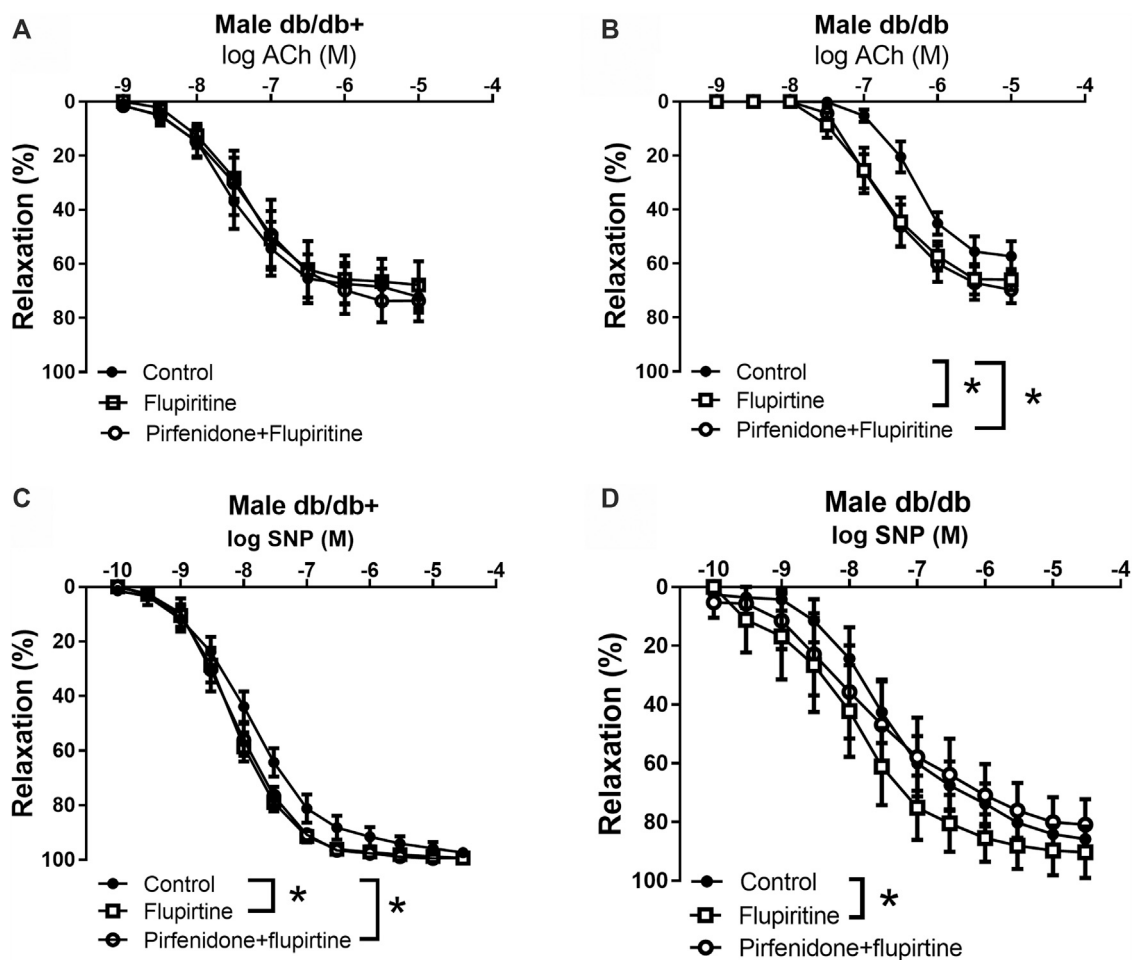 A
Male db/db+
log ACh (M)
-9 -8 -7 -6 -5 -4
0
20
40
60
80
100
Relaxation (%)
Control
Flupiritine
Pirfenidone+Flupiritine
B
Male db/db
log ACh (M)
-9 -8 -7 -6 -5 -4
0
20
40
60
80
100
Relaxation (%)
Control
Flupirtine
Pirfenidone+Flupiritine
*
*
C
Male db/db+
log SNP (M)
-10 -9 -8 -7 -6 -5 -4
0
20
40
60
80
100
Relaxation (%)
Control
Flupirtine
Pirfenidone+flupirtine
*
*
D
Male db/db
log SNP (M)
-10 -9 -8 -7 -6 -5 -4
0
20
40
60
80
100
Relaxation (%)
Control
Flupiritine
Pirfenidone+flupirtine
*